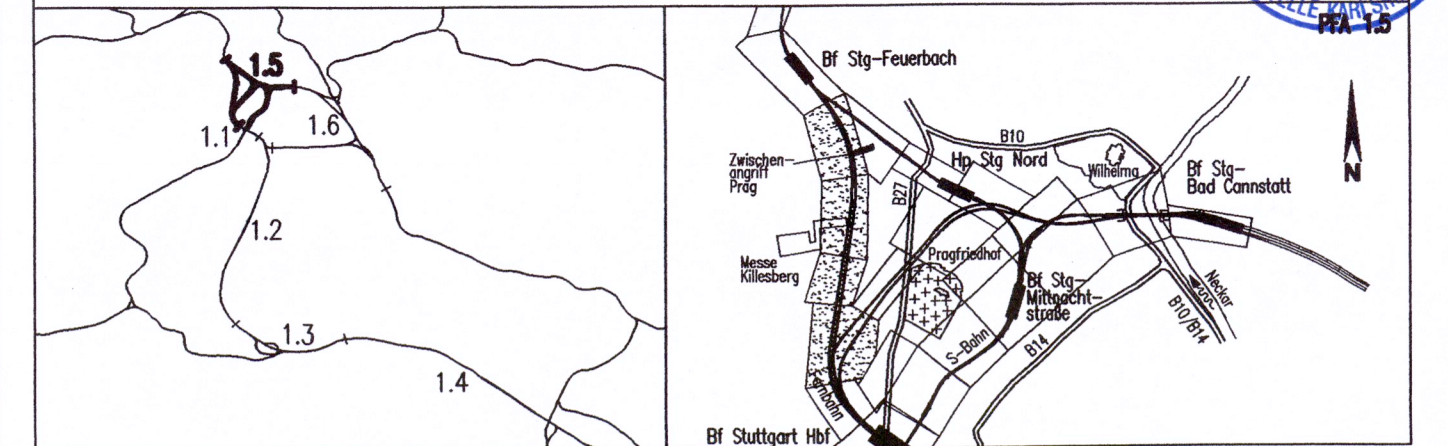 ELLE KARLSR
PFA 1.5
1.5
1.1
1.6
1.2
1.3
1.4
Bf Stg-Feuerbach
B10
Zwischen-
angriff
Prag
Hp Stg Nord
Wilhelma
Bf Stg-
Bad Cannstatt
B27
Messe
Killesberg
Pragfriedhof
Bf Stg-
Mittnacht-
straße
Neckar
B10/B14
S-Bahn
B14
Fernbahn
Bf Stuttgart Hbf
N